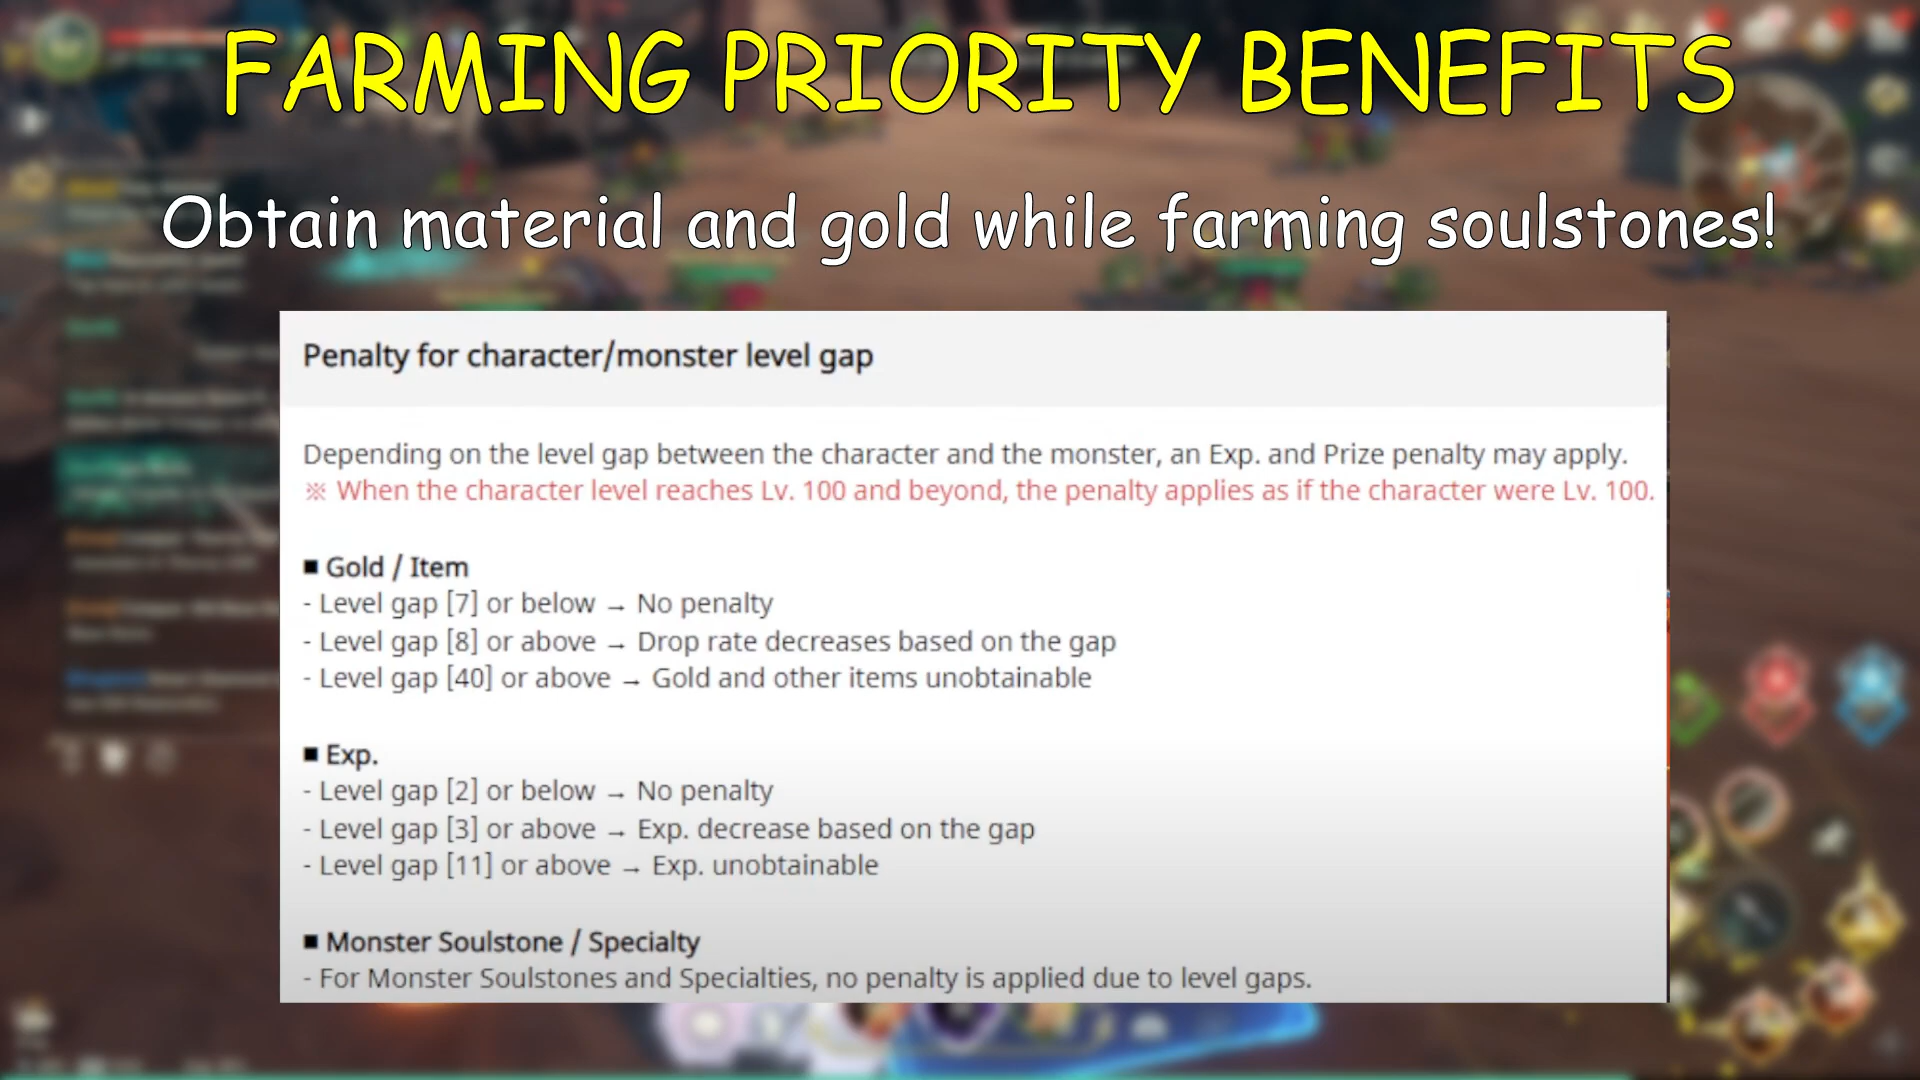 FARMING PRIORITY BENEFITS
Obtain material and gold while farming soulstones!
Penalty for character/monster level gap
Depending on the level gap between the character and the monster, an Exp. and Prize penalty may apply.
※ When the character level reaches Lv. 100 and beyond, the penalty applies as if the character were Lv. 100.
■ Gold / Item
- Level gap [7] or below → No penalty
- Level gap [8] or above → Drop rate decreases based on the gap
- Level gap [40] or above → Gold and other items unobtainable
■ Exp.
- Level gap [2] or below → No penalty
- Level gap [3] or above → Exp. decrease based on the gap
- Level gap [11] or above → Exp. unobtainable
■ Monster Soulstone / Specialty
- For Monster Soulstones and Specialties, no penalty is applied due to level gaps.